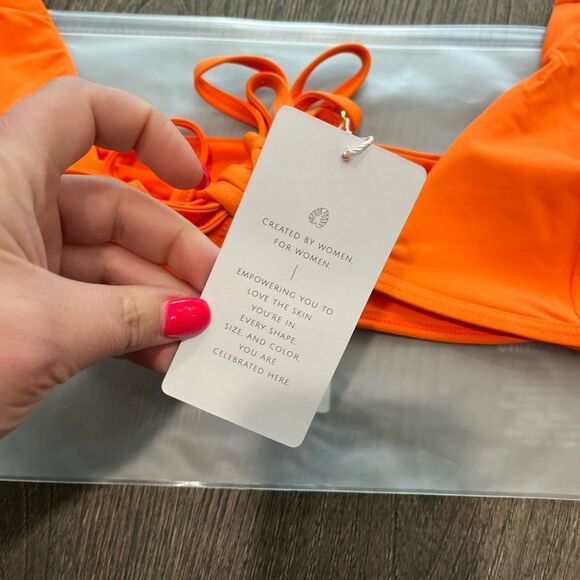 CREATED BY WOMEN.
FOR WOMEN.
EMPOWERING YOU TO
LOVE THE SKIN
YOU'RE IN.
EVERY SHAPE,
SIZE, AND COLOR,
YOU ARE
CELEBRATED HERE.